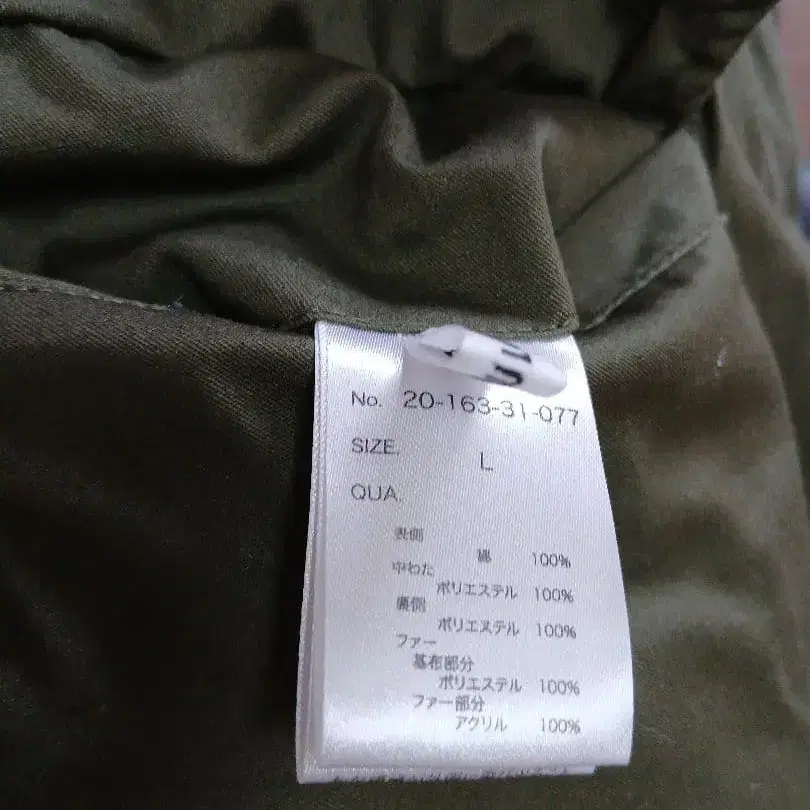 No. 20-163-31-077
SIZE. L
QUA.
表側
綿 100%
中わた
ポリエステル 100%
裏側
ポリエステル 100%
ファー
基布部分
ポリエステル 100%
ファー部分
アクリル 100%